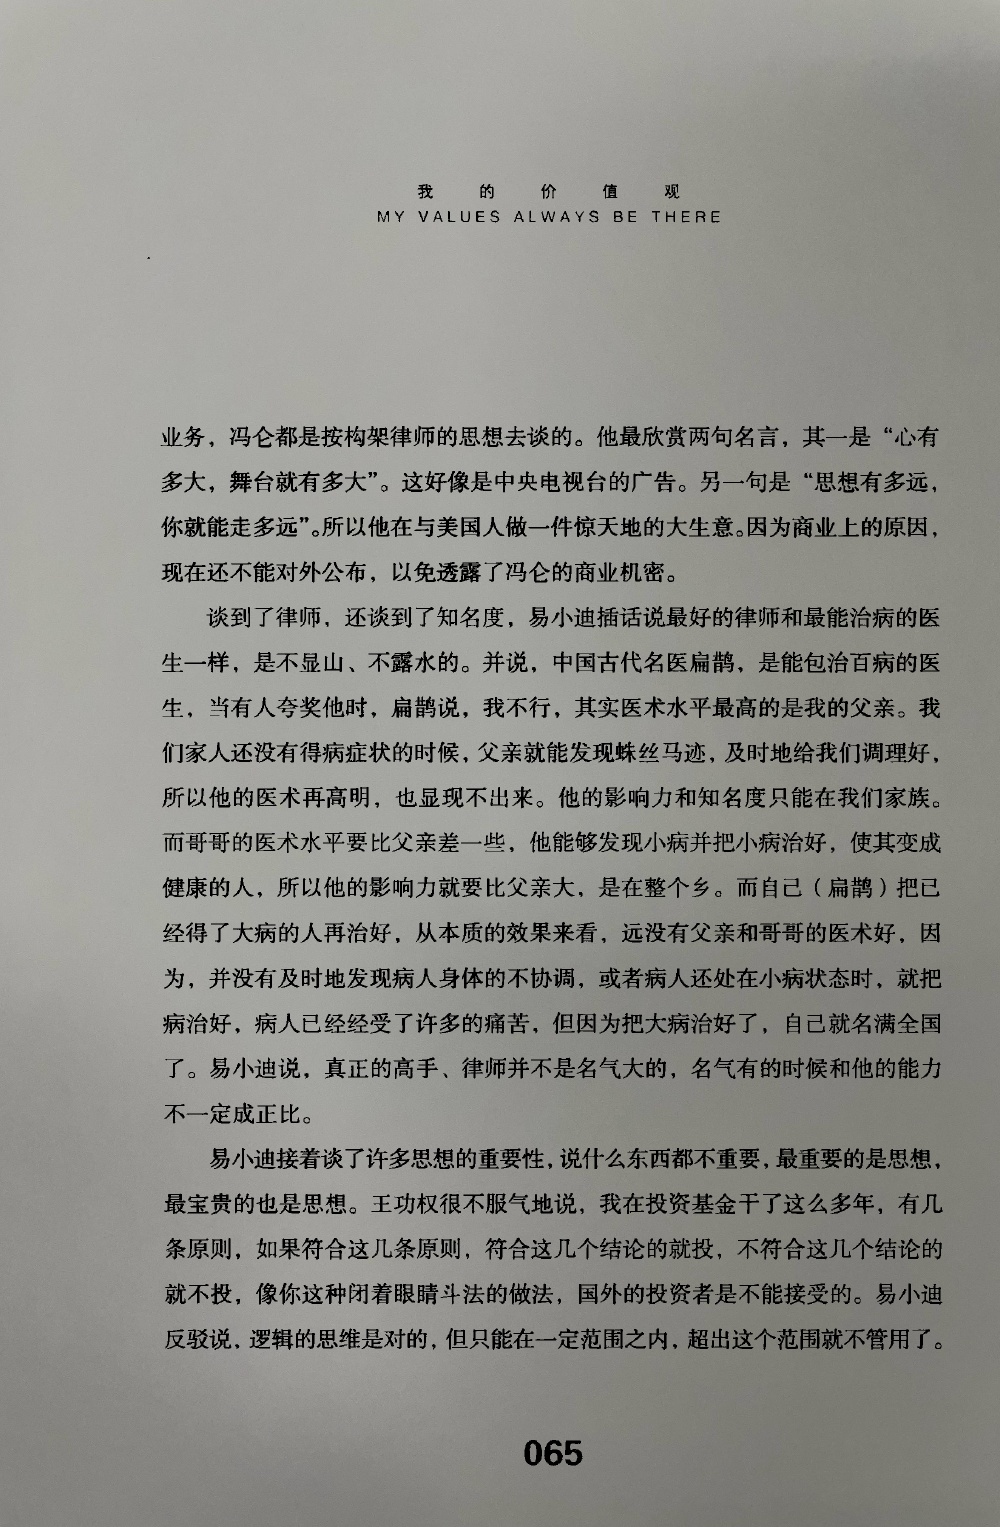 我的价值观
MY VALUES ALWAYS BE THERE
业务，冯仑都是按构架律师的思想去谈的。他最欣赏两句名言，其一是“心有
多大，舞台就有多大”。这好像是中央电视台的广告。另一句是“思想有多远，
你就能走多远”。所以他在与美国人做一件惊天地的大生意。因为商业上的原因，
现在还不能对外公布，以免透露了冯仑的商业机密。
谈到了律师，还谈到了知名度，易小迪插话说最好的律师和最能治病的医
生一样，是不显山、不露水的。并说，中国古代名医扁鹊，是能包治百病的医
生，当有人夸奖他时，扁鹊说，我不行，其实医术水平最高的是我的父亲。我
们家人还没有得病症状的时候，父亲就能发现蛛丝马迹，及时地给我们调理好，
所以他的医术再高明，也显现不出来。他的影响力和知名度只能在我们家族。
而哥哥的医术水平要比父亲差一些，他能够发现小病并把小病治好，使其变成
健康的人，所以他的影响力就要比父亲大，是在整个乡。而自己（扁鹊）把已
经得了大病的人再治好，从本质的效果来看，远没有父亲和哥哥的医术好，因
为，并没有及时地发现病人身体的不协调，或者病人还处在小病状态时，就把
病治好，病人已经经受了许多的痛苦，但因为把大病治好了，自己就名满全国
了。易小迪说，真正的高手、律师并不是名气大的，名气有的时候和他的能力
不一定成正比。
易小迪接着谈了许多思想的重要性，说什么东西都不重要，最重要的是思想，
最宝贵的也是思想。王功权很不服气地说，我在投资基金干了这么多年，有几
条原则，如果符合这几条原则，符合这几个结论的就投，不符合这几个结论的
就不投，像你这种闭着眼睛斗法的做法，国外的投资者是不能接受的。易小迪
反驳说，逻辑的思维是对的，但只能在一定范围之内，超出这个范围就不管用了。
065